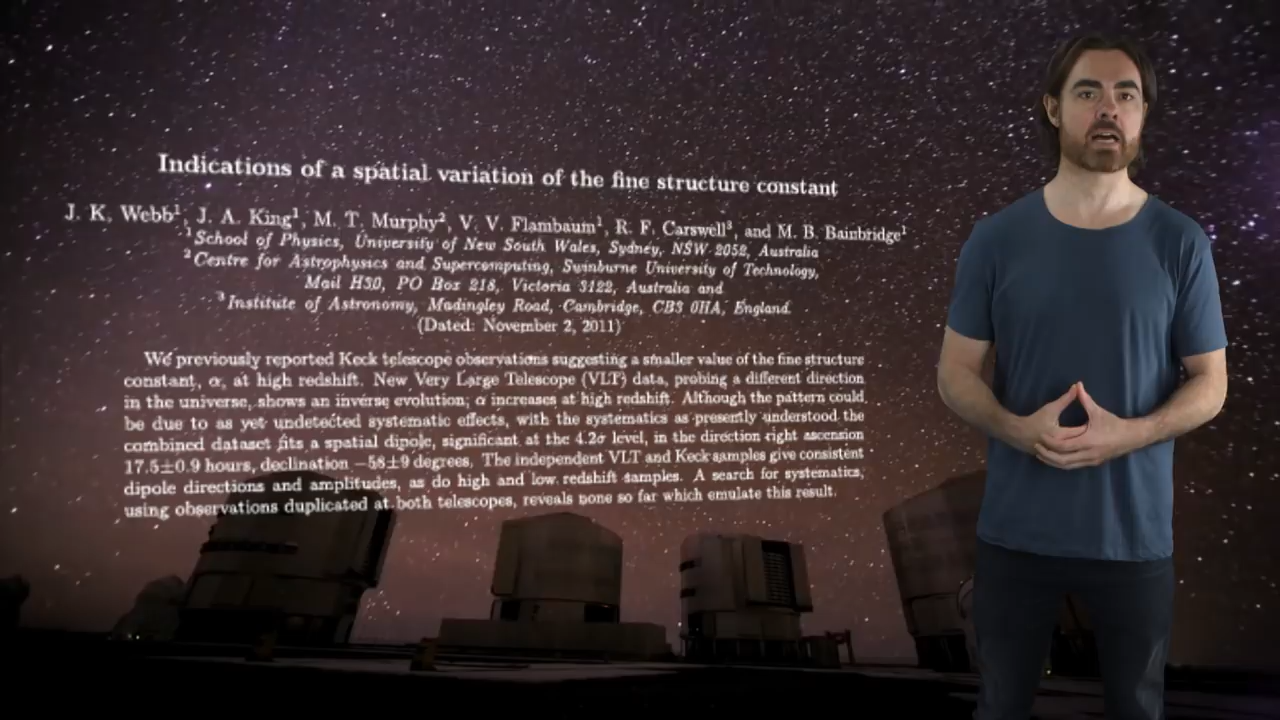 Indications of a spatial variation of the fine structure constant
J. K. Webb¹, J. A. King¹, M. T. Murphy², V. V. Flambaum¹, R. F. Carswell³, and M. B. Bainbridge¹
¹School of Physics, University of New South Wales, Sydney, NSW 2052, Australia
²Centre for Astrophysics and Supercomputing, Swinburne University of Technology,
Mail H30, PO Box 218, Victoria 3122, Australia and
³Institute of Astronomy, Madingley Road, Cambridge, CB3 0HA, England.
(Dated: November 2, 2011)
We previously reported Keck telescope observations suggesting a smaller value of the fine structure
constant, α, at high redshift. New Very Large Telescope (VLT) data, probing a different direction
in the universe, shows an inverse evolution; α increases at high redshift. Although the pattern could
be due to as yet undetected systematic effects, with the systematics as presently understood the
combined dataset fits a spatial dipole, significant at the 4.2σ level, in the direction right ascension
17.5±0.9 hours, declination −58±9 degrees. The independent VLT and Keck samples give consistent
dipole directions and amplitudes, as do high and low redshift samples. A search for systematics,
using observations duplicated at both telescopes, reveals none so far which emulate this result.